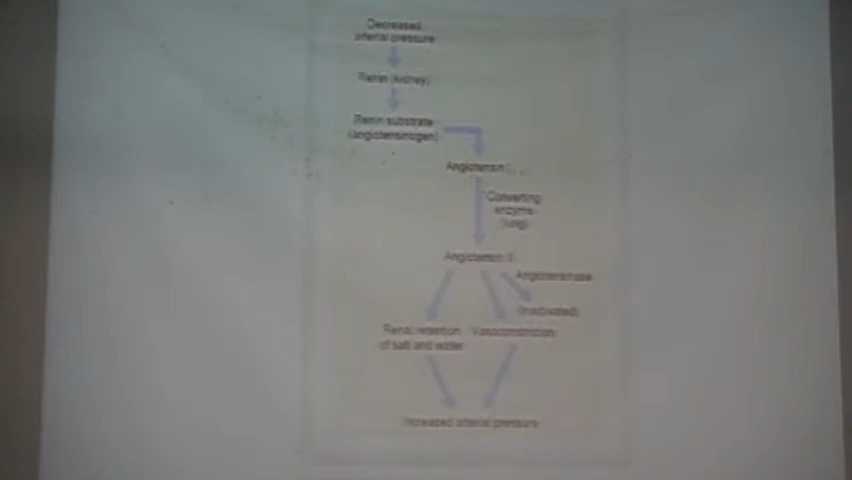 Decreased
arterial pressure
Renin (kidney)
Renin substrate
(angiotensinogen)
Angiotensin I
Converting
enzyme
(lung)
Angiotensin II
Angiotensinase
(Inactivated)
Renal retention
of salt and water
Vasoconstriction
Increased arterial pressure